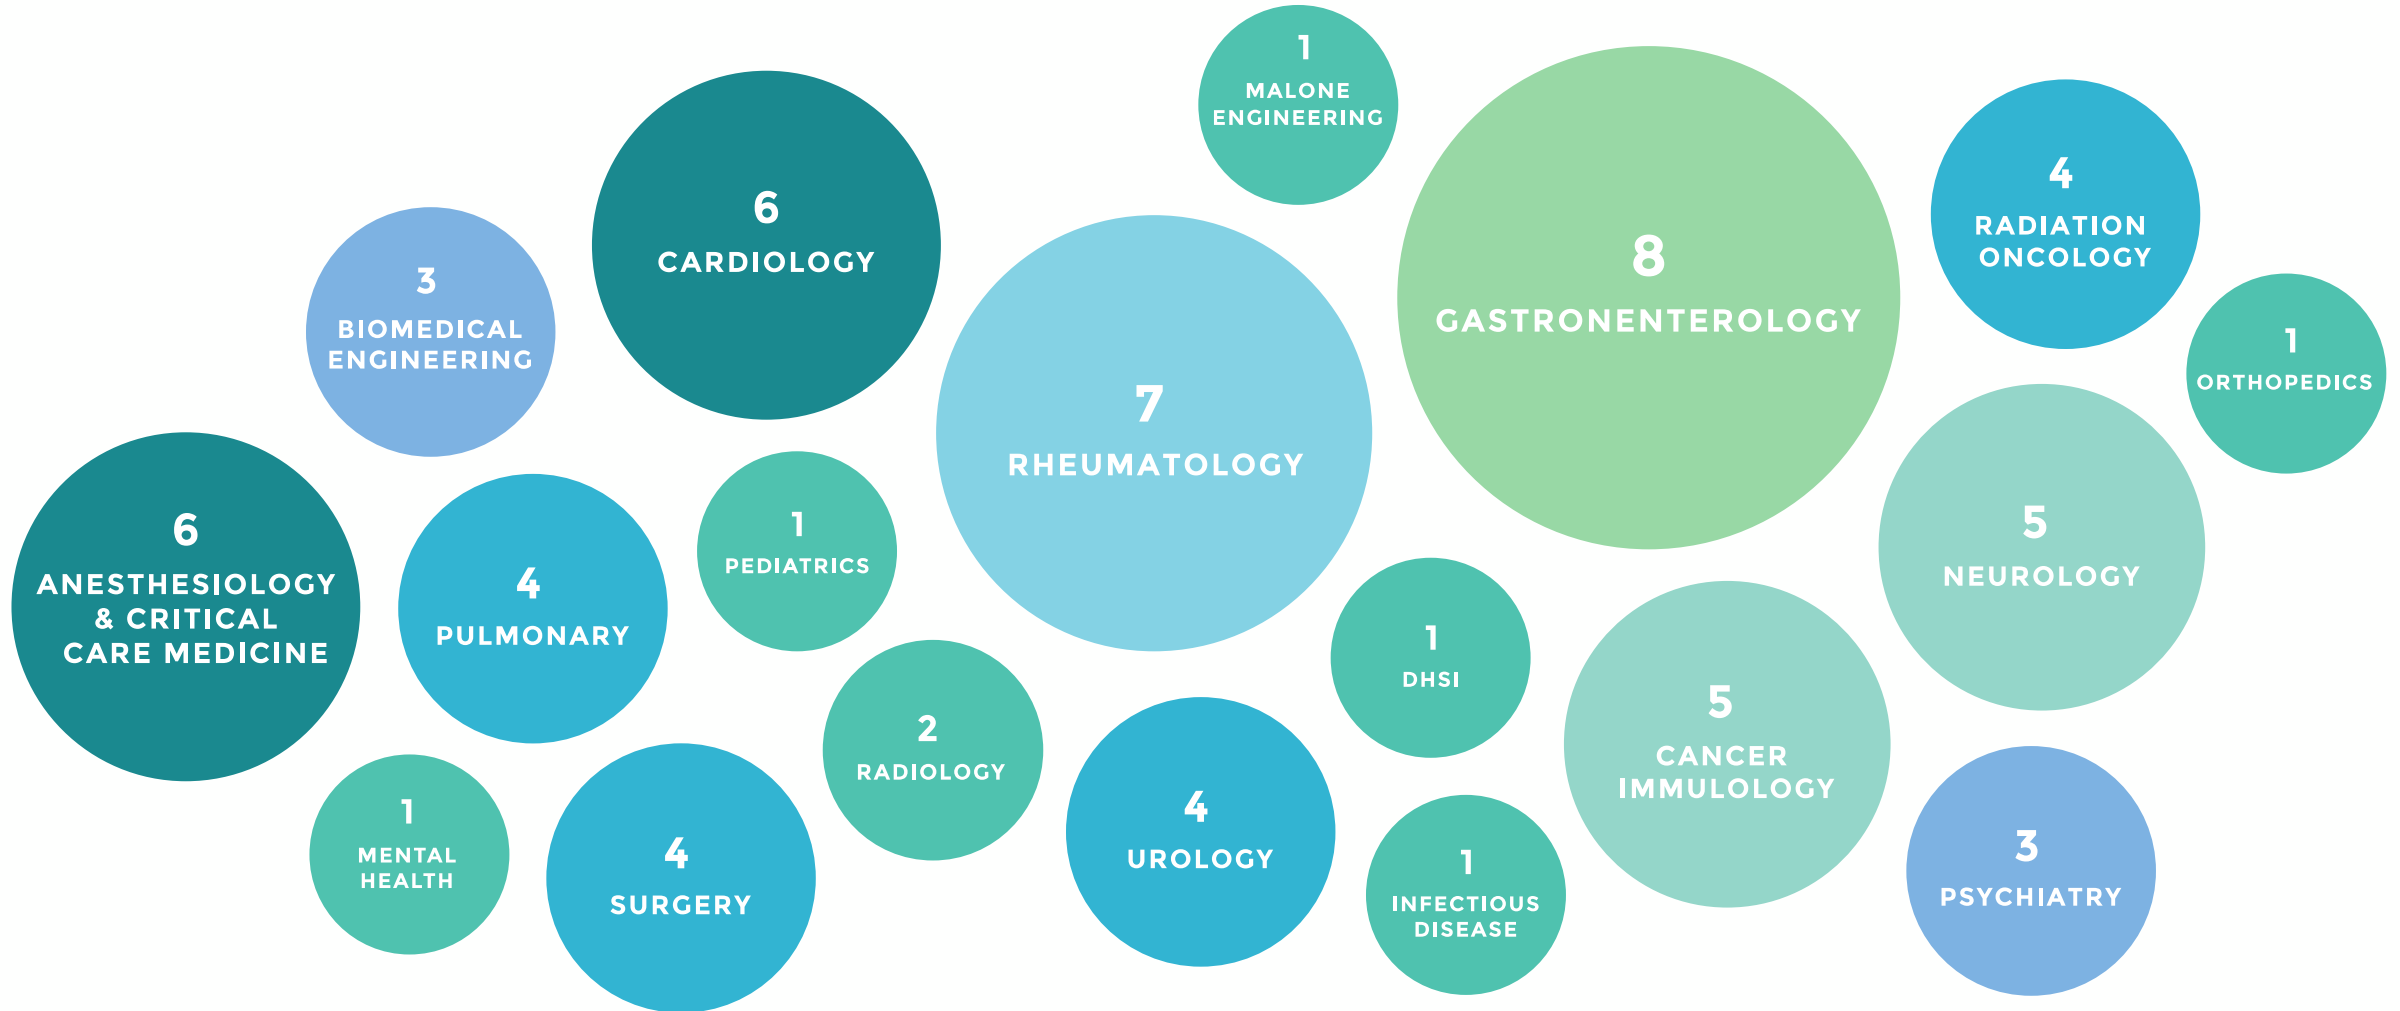 1
MALONE
ENGINEERING
6
CARDIOLOGY
8
GASTRONENTEROLOGY
4
RADIATION
ONCOLOGY
3
BIOMEDICAL
ENGINEERING
7
RHEUMATOLOGY
1
ORTHOPEDICS
6
ANESTHESIOLOGY
& CRITICAL
CARE MEDICINE
4
PULMONARY
1
PEDIATRICS
5
NEUROLOGY
1
DHSI
2
RADIOLOGY
5
CANCER
IMMULOLOGY
1
MENTAL
HEALTH
4
SURGERY
4
UROLOGY
1
INFECTIOUS
DISEASE
3
PSYCHIATRY